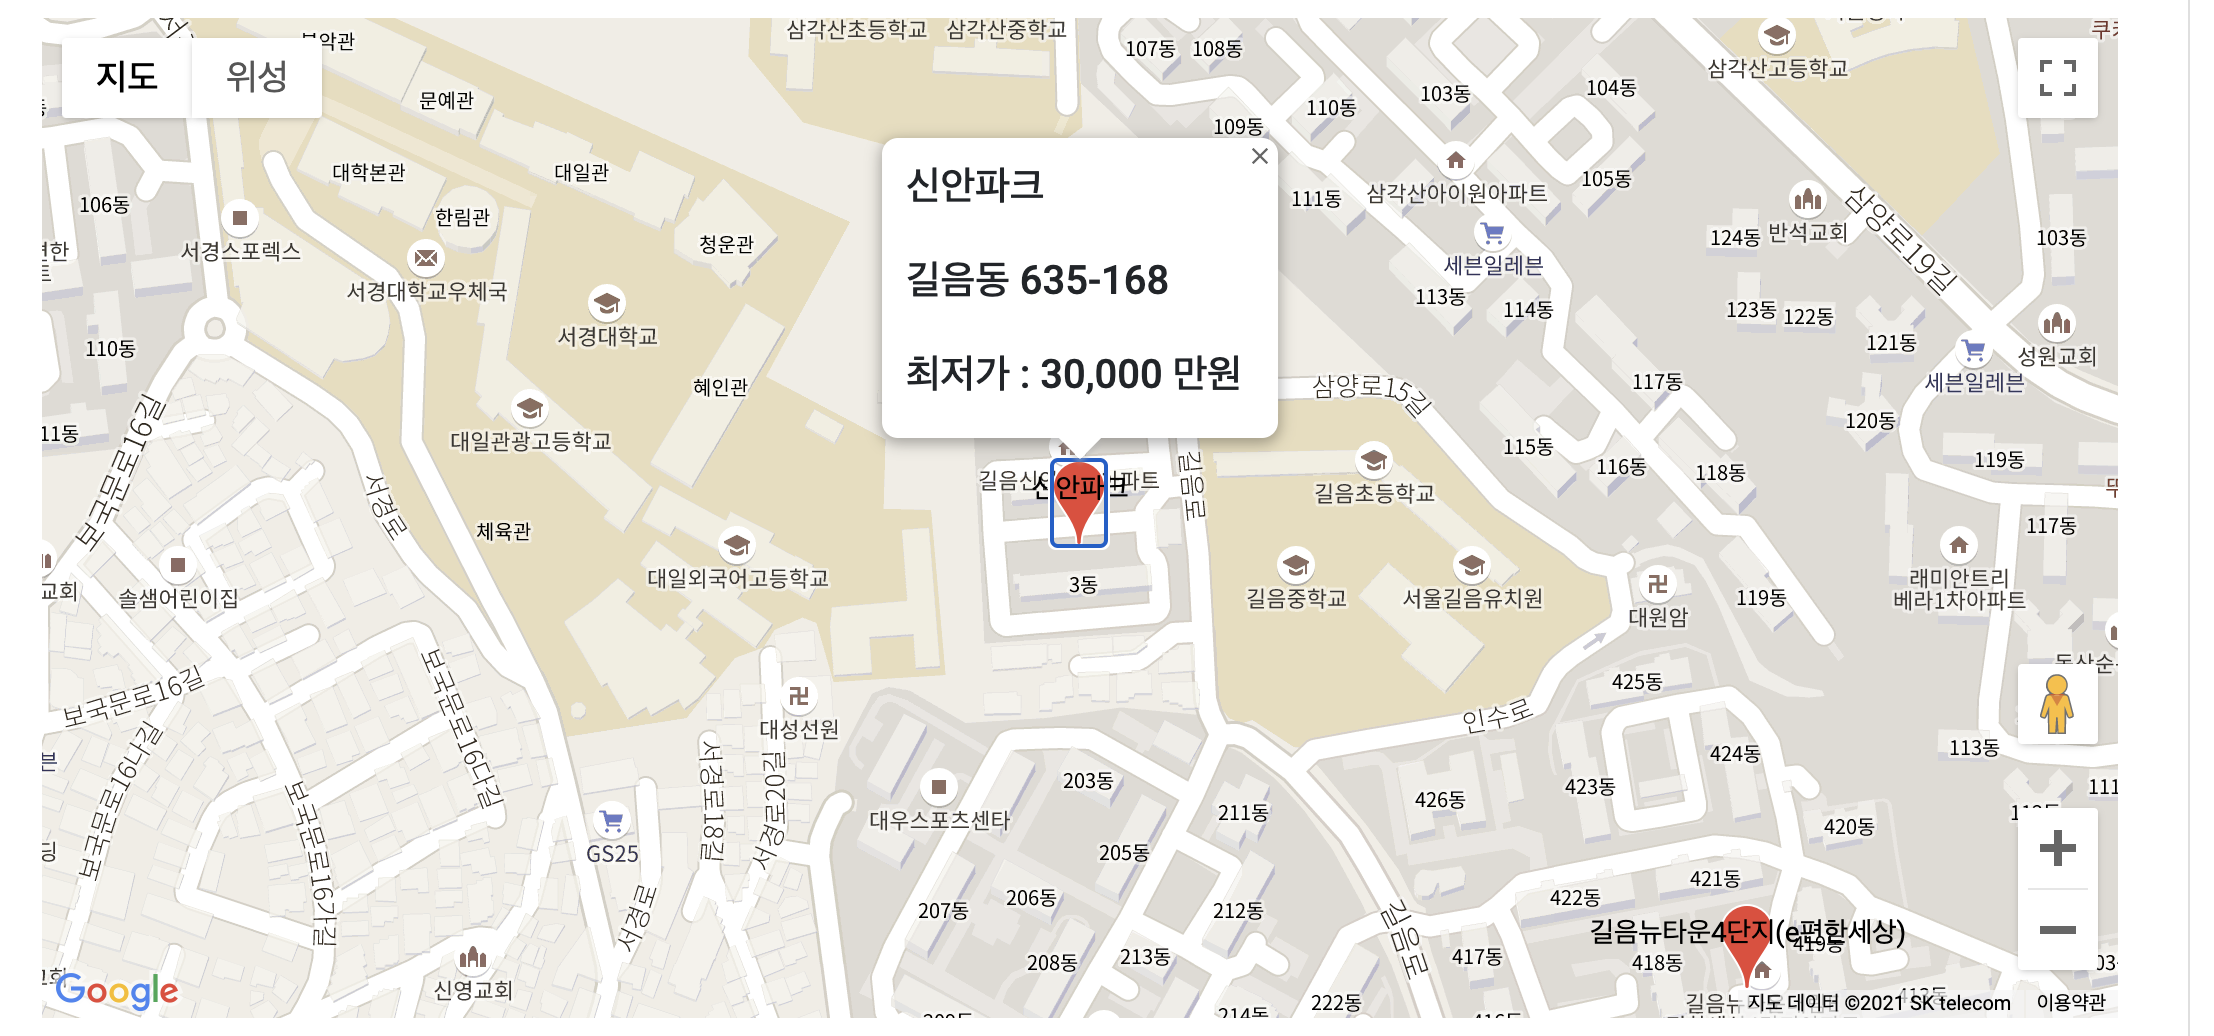 지도
위성
문예관
대학본관
대일관
한림관
청운관
106동
서경스포렉스
서경대학교우체국
서경대학교
110동
혜인관
대일관광고등학교
보국문로16길
서경로
체육관
대일외국어고등학교
솔샘어린이집
교회
보국문로16길
보국문로16나길
보국문로16다길
보국문로16가길
대성선원
서경로18길
서경로20길
GS25
서경로
신영교회
Google
삼각산초등학교
삼각산중학교
107동
108동
109동
110동
103동
104동
삼각산고등학교
111동
삼각산아이원아파트
105동
세븐일레븐
113동
114동
124동
반석교회
삼양로19길
103동
123동
122동
121동
성원교회
세븐일레븐
120동
119동
117동
신안파크
길음동 635-168
최저가 : 30,000 만원
신안파크
3동
길음로
삼양로15길
117동
115동
116동
118동
길음초등학교
길음중학교
서울길음유치원
대원암
119동
래미안트리
베라1차아파트
인수로
425동
424동
423동
426동
113동
420동
421동
422동
대우스포츠센타
203동
211동
205동
206동
207동
212동
208동
213동
길음로
417동
418동
419동
222동
214동
길음뉴타운4단지(e편한세상)
지도 데이터 ©2021 SK telecom
이용약관